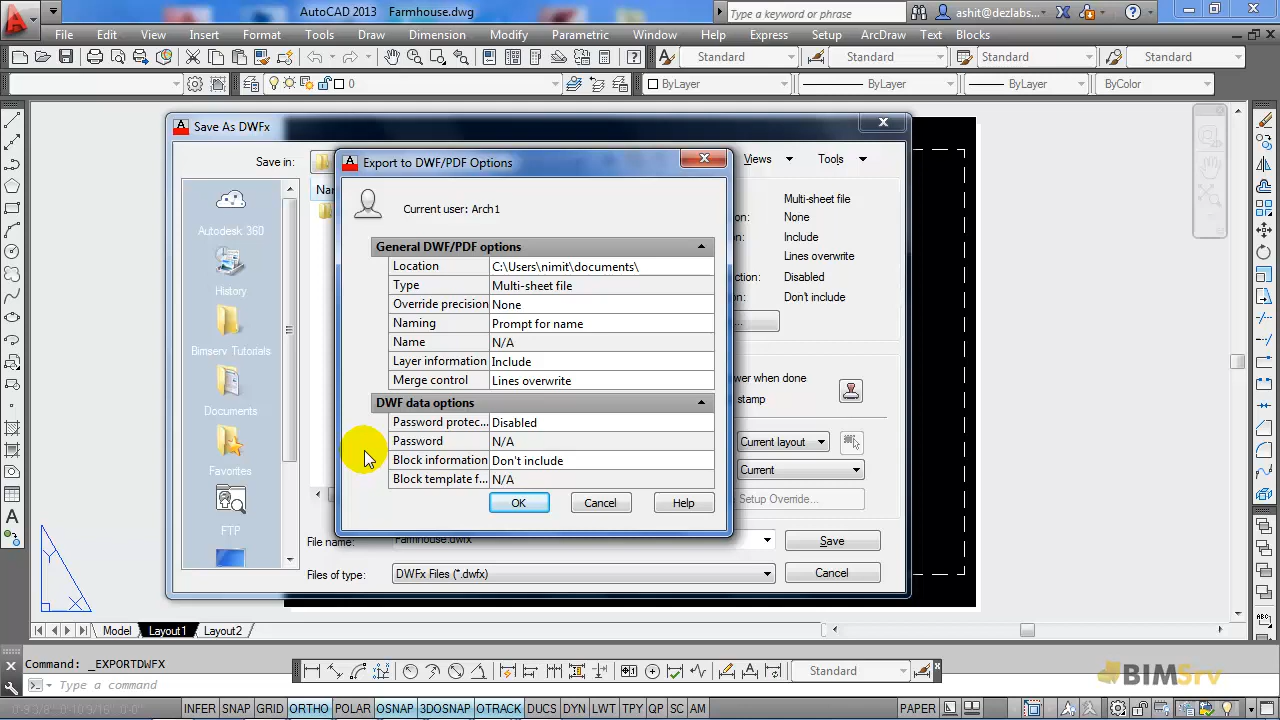 AutoCAD 2013 Farmhouse.dwg
Type a keyword or phrase
ashit@dezlabs...
File Edit View Insert Format Tools Draw Dimension Modify Parametric Window Help Express Setup ArcDraw Text Blocks
Standard Standard Standard Standard
0 ByLayer ByLayer ByLayer ByColor
Save As DWFx
Save in: Views Tools
Export to DWF/PDF Options
Current user: Arch1
General DWF/PDF options
Location C:\Users\nimit\documents\
Type Multi-sheet file
Override precision None
Naming Prompt for name
Name N/A
Layer information Include
Merge control Lines overwrite
DWF data options
Password protec... Disabled
Password N/A
Block information Don't include
Block template f... N/A
OK Cancel Help
Autodesk 360
History
Bimserv Tutorials
Documents
Favorites
FTP
Multi-sheet file
None
Include
Lines overwrite
Disabled
Don't include
when done
stamp
Current layout
Current
Setup Override...
File name: Farmhouse.dwfx
Save
Files of type: DWFx Files (*.dwfx)
Cancel
Y
X
Model Layout1 Layout2
Command: _EXPORTDWFX
Type a command
Standard
BIMSrv
INFER SNAP GRID ORTHO POLAR OSNAP 3DOSNAP OTRACK DUCS DYN LWT TPY QP SC AM PAPER